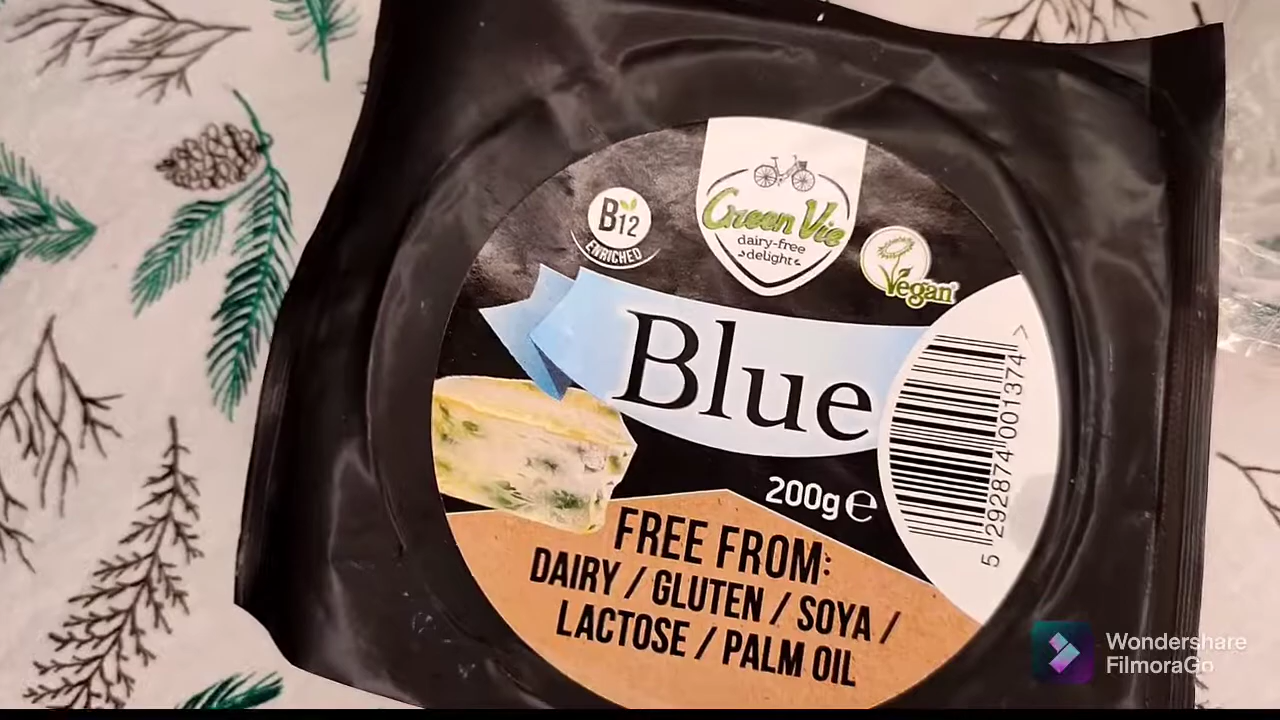 Green Vie
dairy-free
delight
B12
ENRICHED
Vegan
Blue
200g e
5 292874 001374 >
FREE FROM:
DAIRY / GLUTEN / SOYA /
LACTOSE / PALM OIL
Wondershare
FilmoraGo